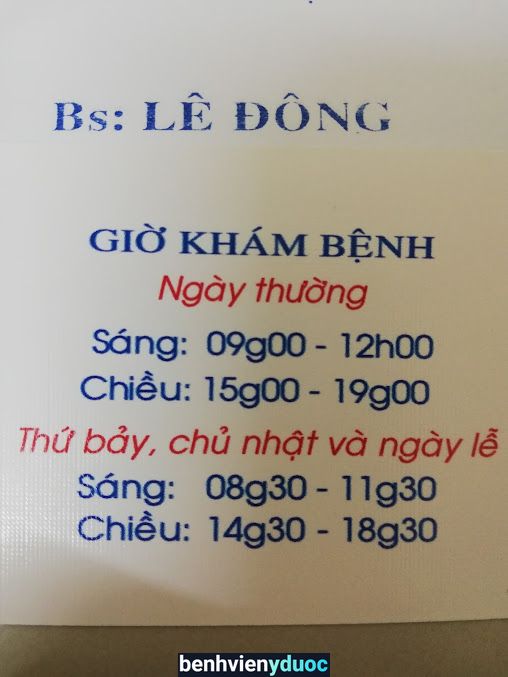 Bs: LÊ ĐÔNG
GIỜ KHÁM BỆNH
Ngày thường
Sáng: 09g00 - 12h00
Chiều: 15g00 - 19g00
Thứ bảy, chủ nhật và ngày lễ
Sáng: 08g30 - 11g30
Chiều: 14g30 - 18g30
benhvienyduoc